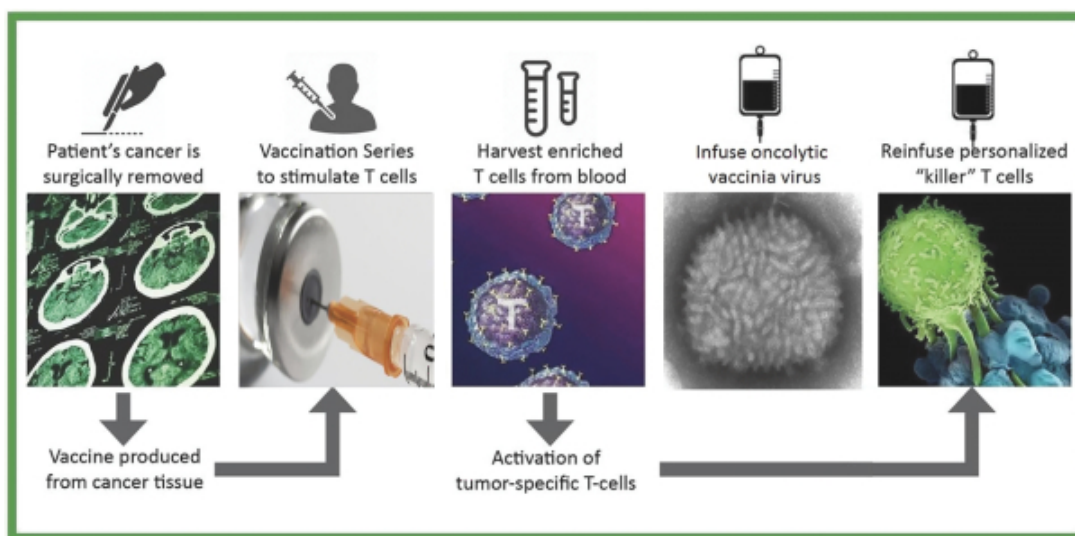 Patient's cancer is
surgically removed
Vaccination Series
to stimulate T cells
Harvest enriched
T cells from blood
Infuse oncolytic
vaccinia virus
Reinfuse personalized
"killer" T cells
T
T
Vaccine produced
from cancer tissue
Activation of
tumor-specific T-cells